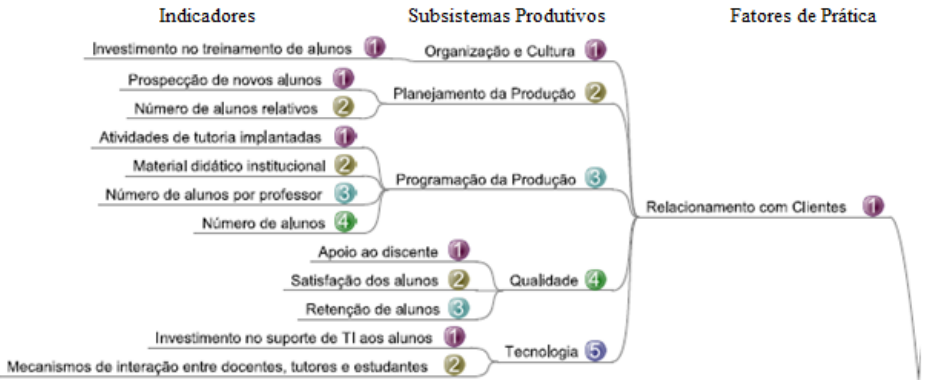 Indicadores Subsistemas Produtivos Fatores de Prática
Investimento no treinamento de alunos 1 Organização e Cultura 1
Prospecção de novos alunos 1
Planejamento da Produção 2
Número de alunos relativos 2
Atividades de tutoria implantadas 1
Material didático institucional 2
Programação da Produção 3
Número de alunos por professor 3
Número de alunos 4
Relacionamento com Clientes 1
Apoio ao discente 1
Satisfação dos alunos 2 Qualidade 4
Retenção de alunos 3
Investimento no suporte de TI aos alunos 1
Tecnologia 5
Mecanismos de interação entre docentes, tutores e estudantes 2